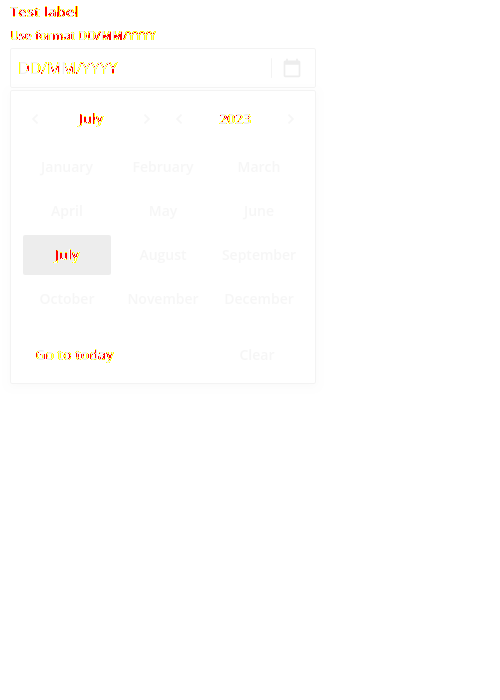 Test label
Use format DD/MM/YYYY
DD/MM/YYYY
July 2023
January February March
April May June
July August September
October November December
Go to today Clear